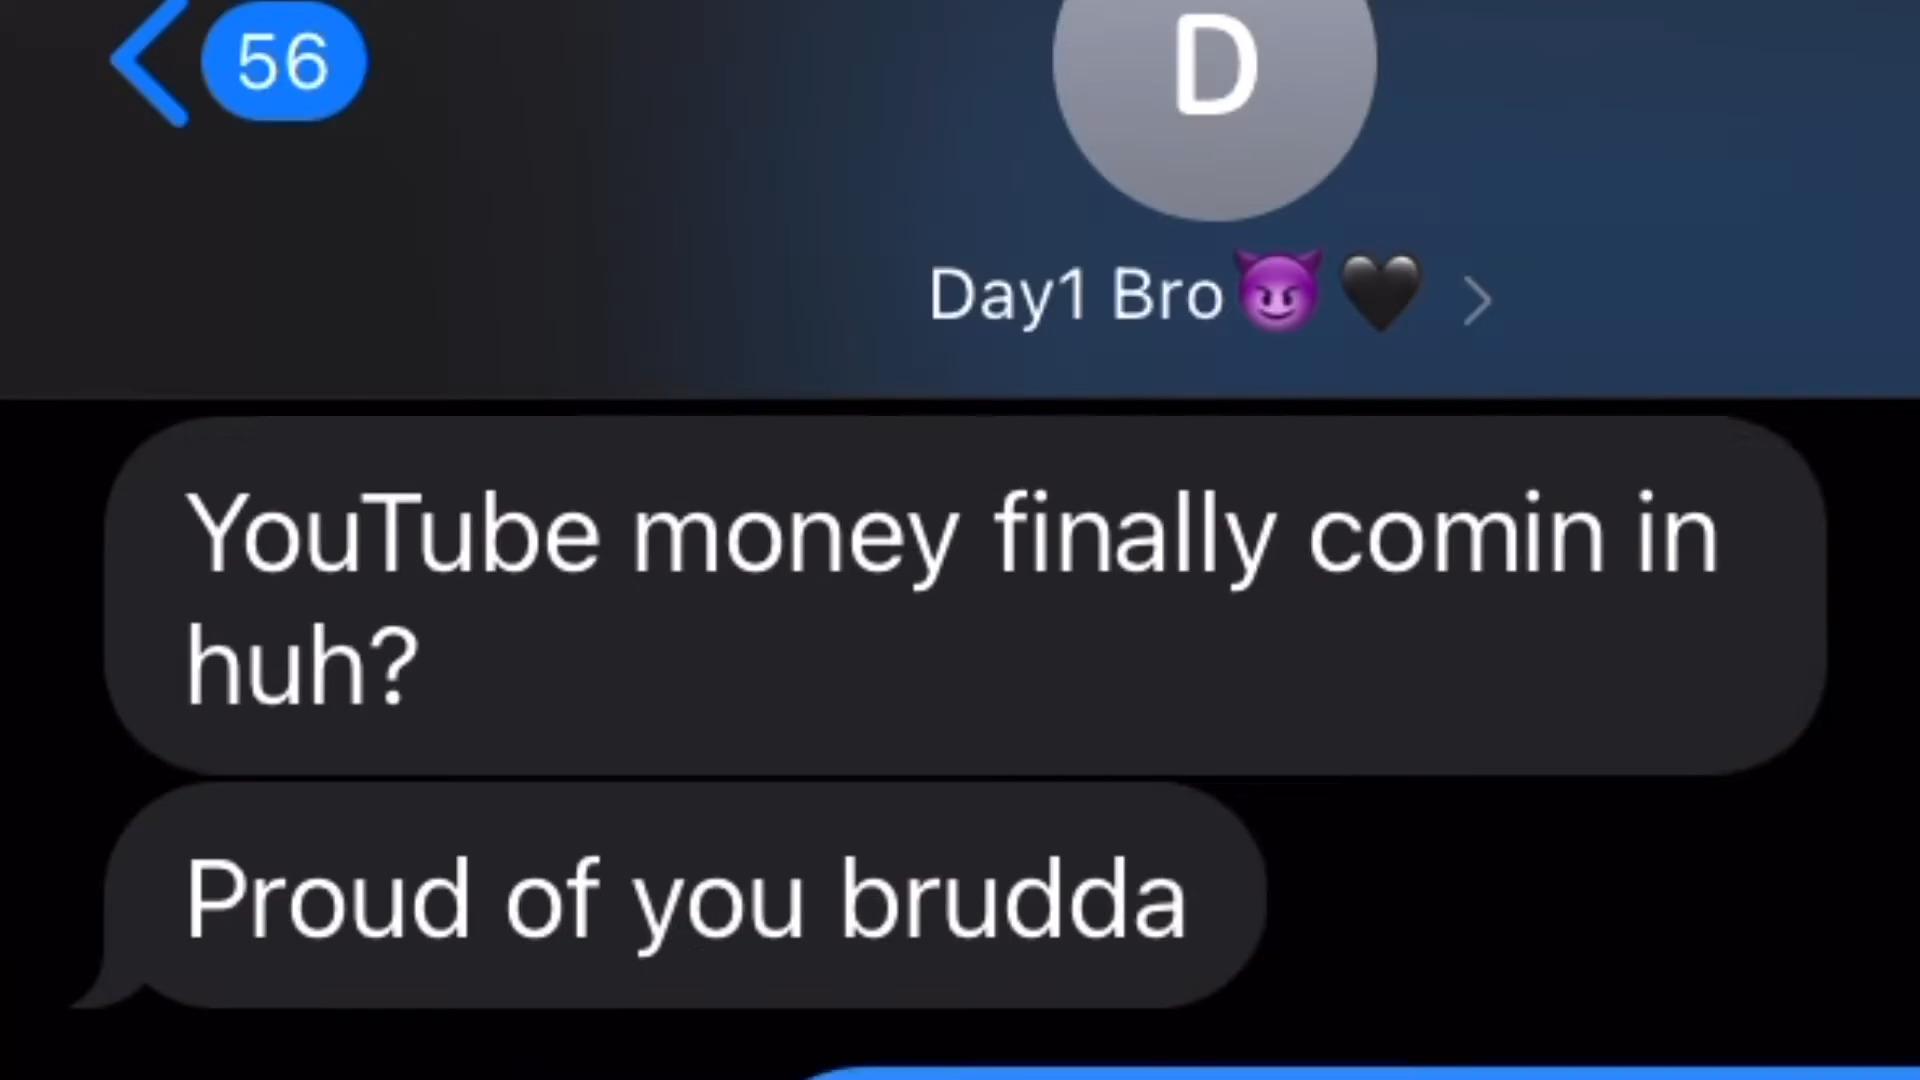 56
D
Day1 Bro😈🖤
YouTube money finally comin in
huh?
Proud of you brudda